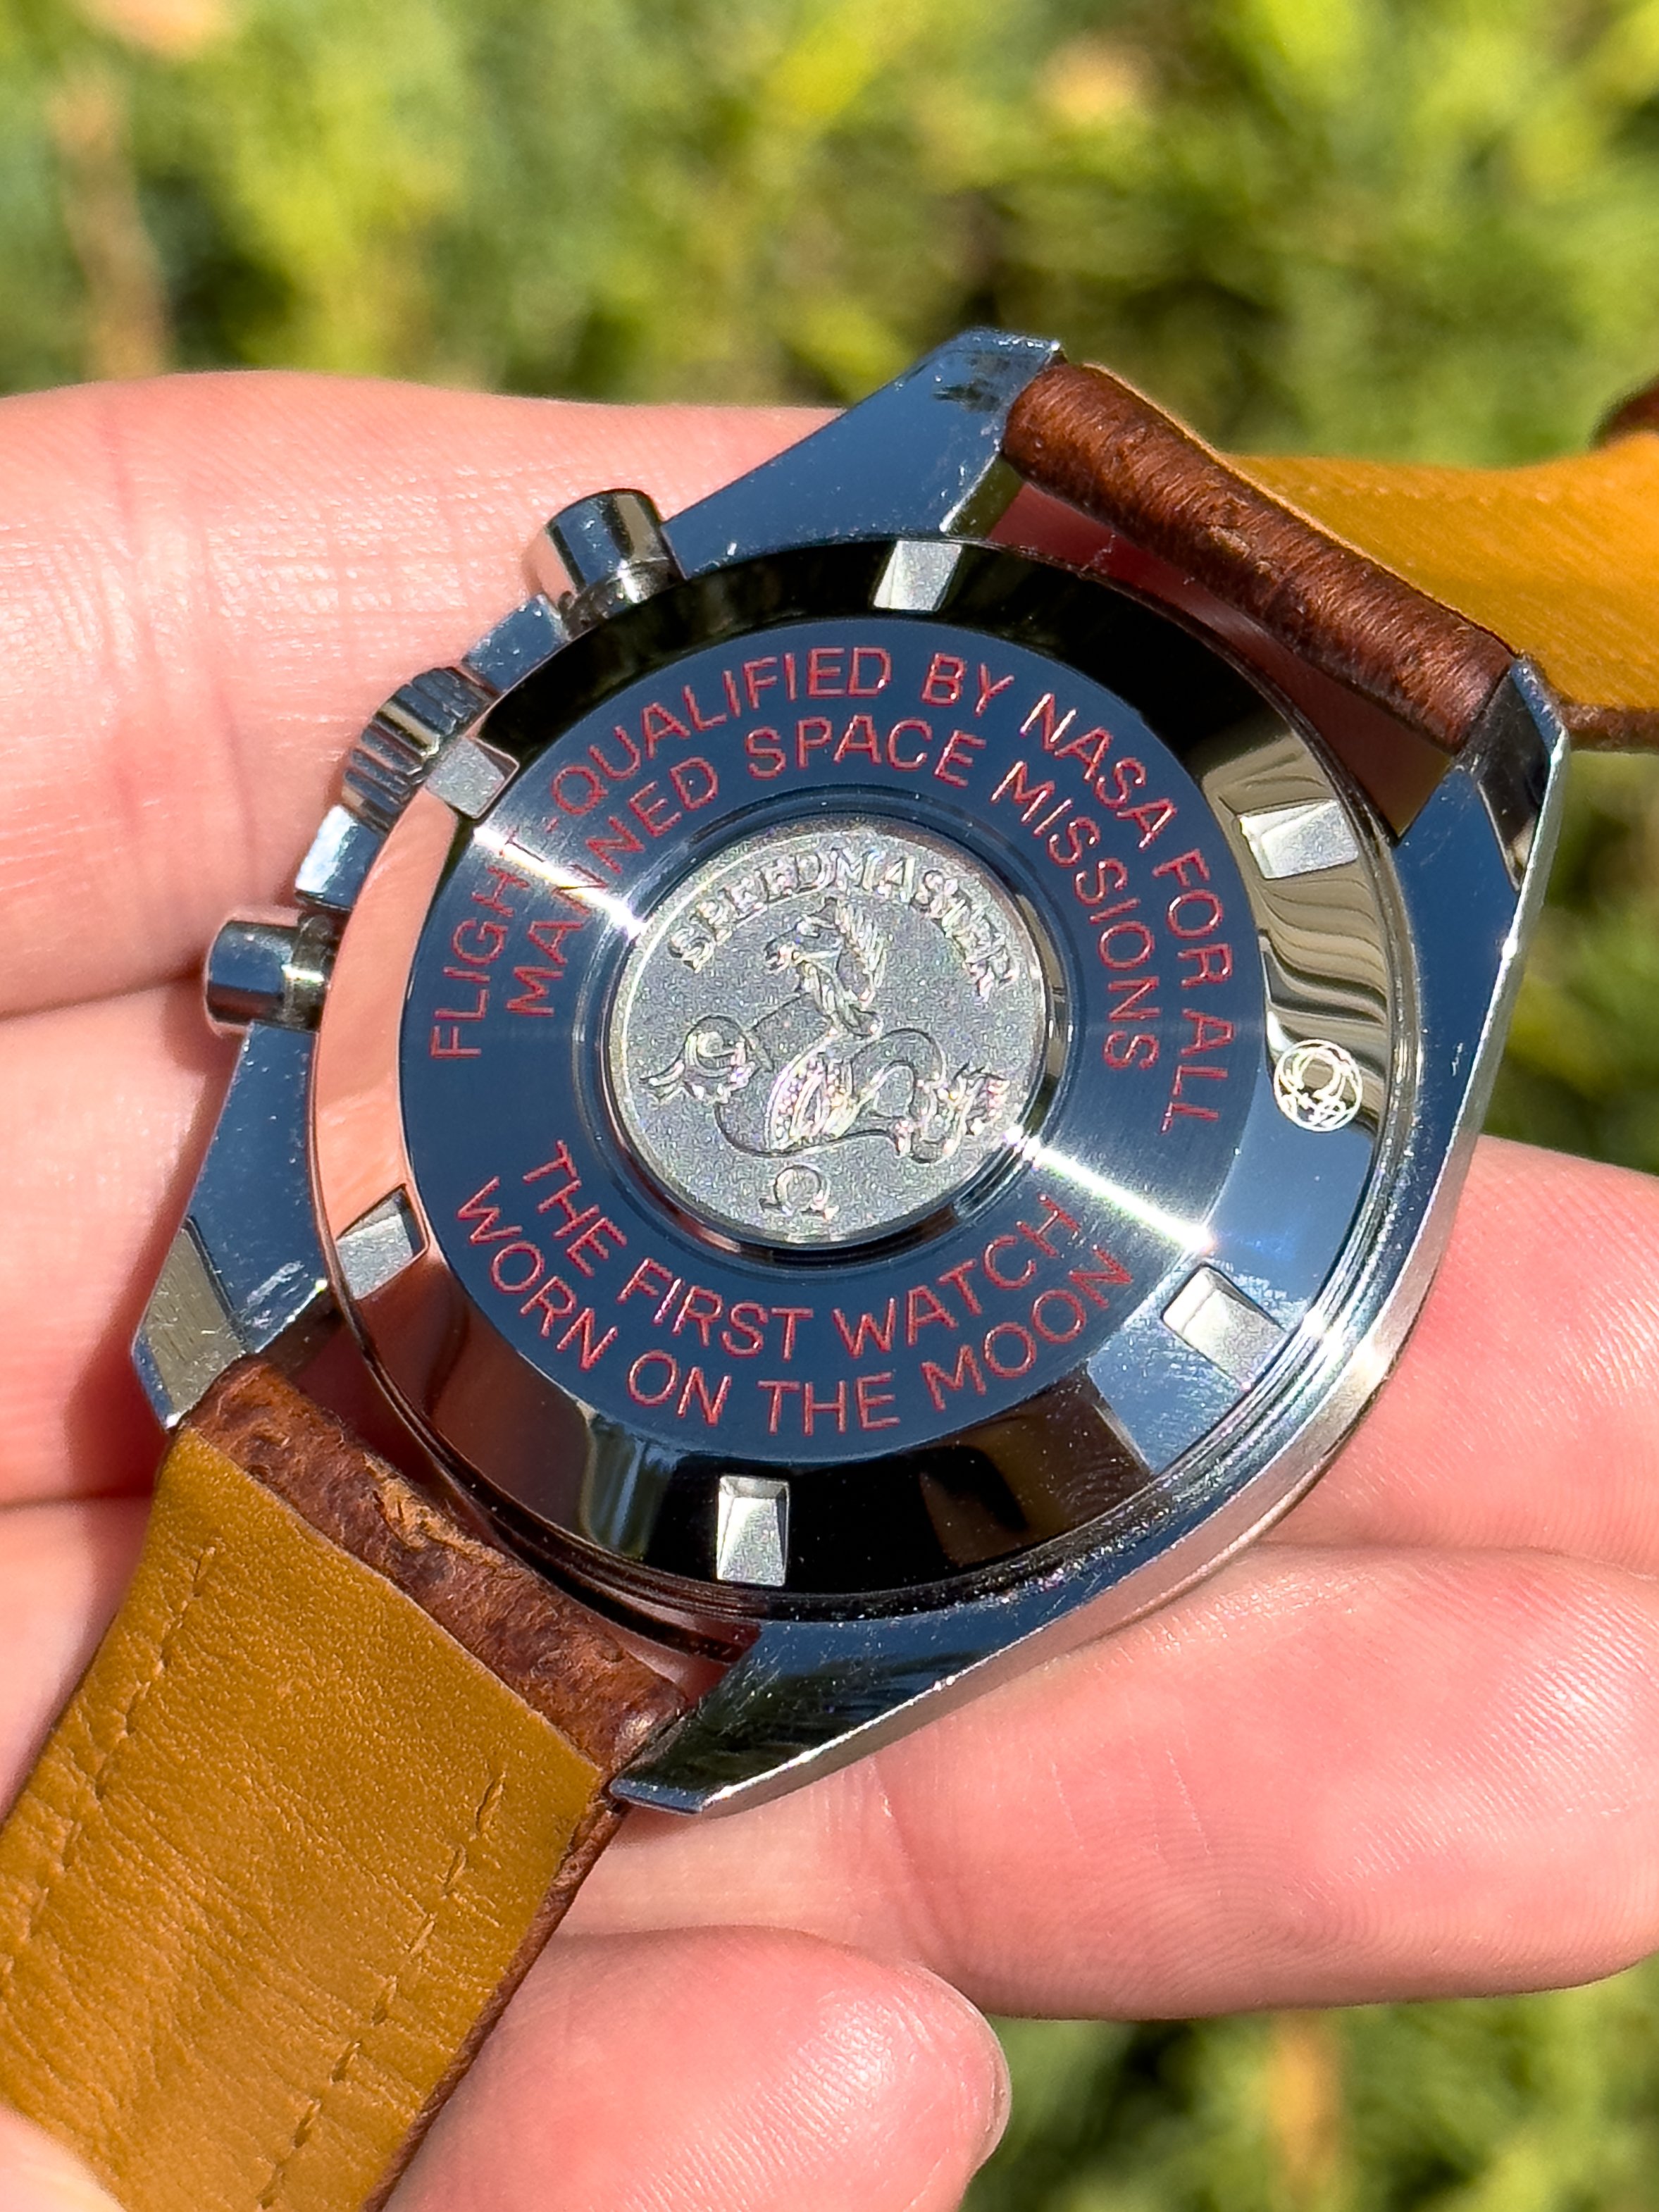 FLIGHT-QUALIFIED BY NASA FOR ALL
MANNED SPACE MISSIONS
SPEEDMASTER
Ω
THE FIRST WATCH
WORN ON THE MOON